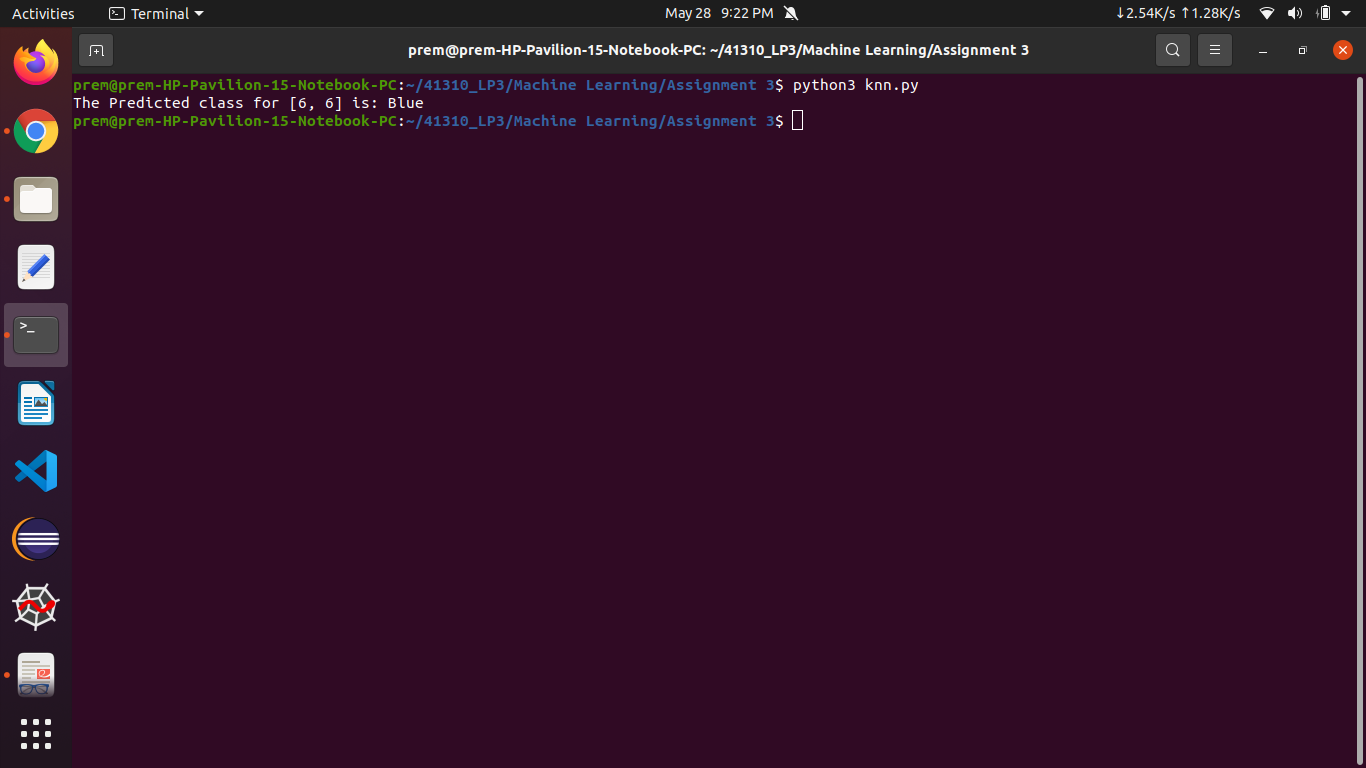 Activities Terminal May 28 9:22 PM ↓2.54K/s ↑1.28K/s
prem@prem-HP-Pavilion-15-Notebook-PC: ~/41310_LP3/Machine Learning/Assignment 3
prem@prem-HP-Pavilion-15-Notebook-PC:~/41310_LP3/Machine Learning/Assignment 3$ python3 knn.py
The Predicted class for [6, 6] is: Blue
prem@prem-HP-Pavilion-15-Notebook-PC:~/41310_LP3/Machine Learning/Assignment 3$
>_